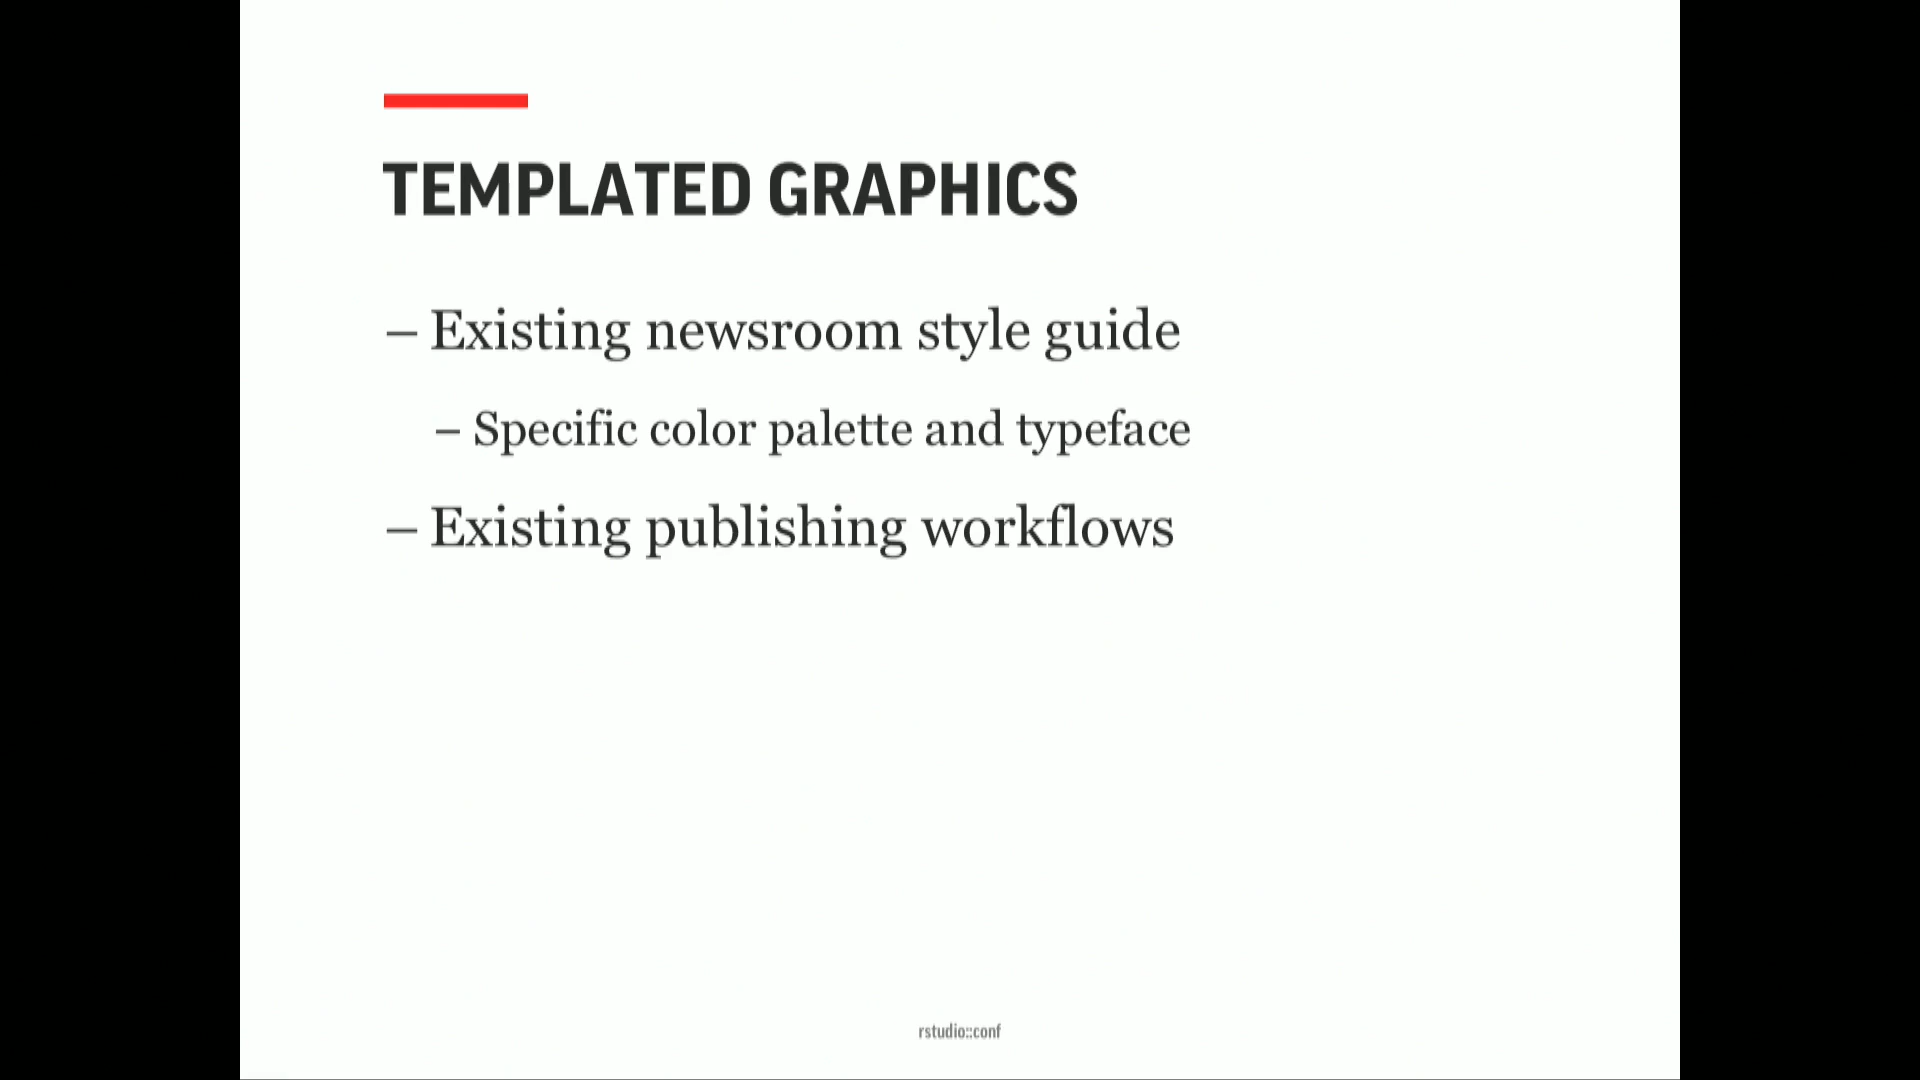 TEMPLATED GRAPHICS
– Existing newsroom style guide
– Specific color palette and typeface
– Existing publishing workflows
rstudio::conf